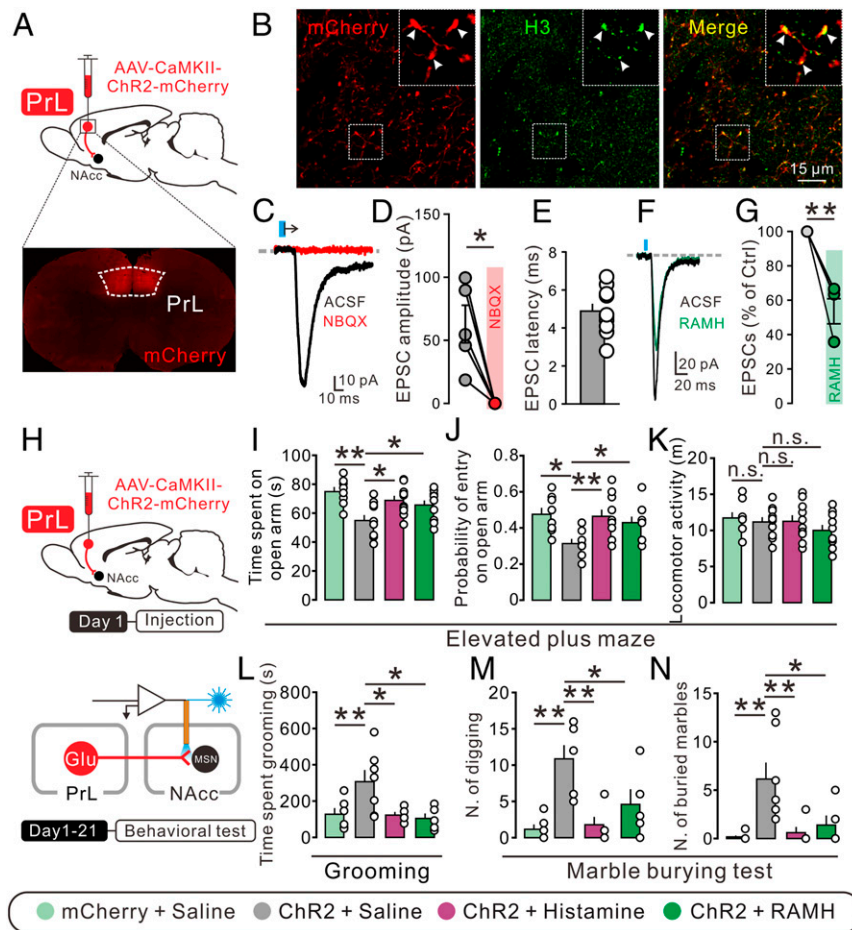 A
AAV-CaMKII-
ChR2-mCherry
PrL
NAcc
PrL
mCherry
B
mCherry
H3
Merge
15 μm
C
ACSF
NBQX
10 pA
10 ms
D
EPSC amplitude (pA)
150
100
50
0
*
NBQX
E
EPSC latency (ms)
8
6
4
2
0
F
ACSF
RAMH
20 pA
20 ms
G
EPSCs (% of Ctrl)
100
80
60
40
20
0
**
RAMH
H
AAV-CaMKII-
ChR2-mCherry
PrL
NAcc
Day 1
Injection
Glu
MSN
PrL
NAcc
Day1-21
Behavioral test
I
Time spent on
open arm (s)
100
80
60
40
20
0
**
*
*
J
Probability of entry
on open arm
0.8
0.6
0.4
0.2
0
*
**
*
K
Locomotor activity (m)
20
15
10
5
0
n.s.
n.s.
n.s.
Elevated plus maze
L
Time spent grooming (s)
800
600
400
200
0
**
*
*
Grooming
M
N. of digging
20
15
10
5
0
**
**
*
N
N. of buried marbles
15
10
5
0
**
**
*
Marble burying test
mCherry + Saline
ChR2 + Saline
ChR2 + Histamine
ChR2 + RAMH